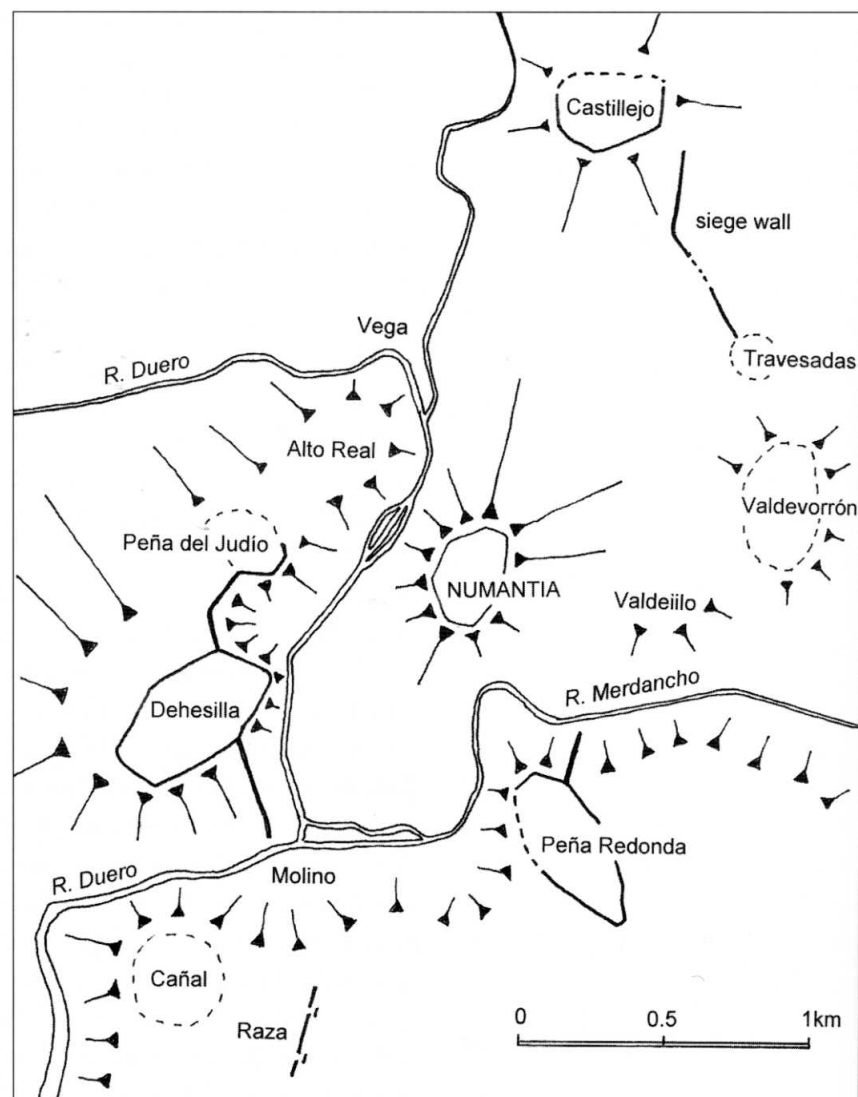 Castillejo
siege wall
Vega
R. Duero
Travesadas
Alto Real
Valdevorrón
Peña del Judío
NUMANTIA
Valdeiilo
R. Merdancho
Dehesilla
Peña Redonda
R. Duero
Molino
Cañal
Raza
0 0.5 1km